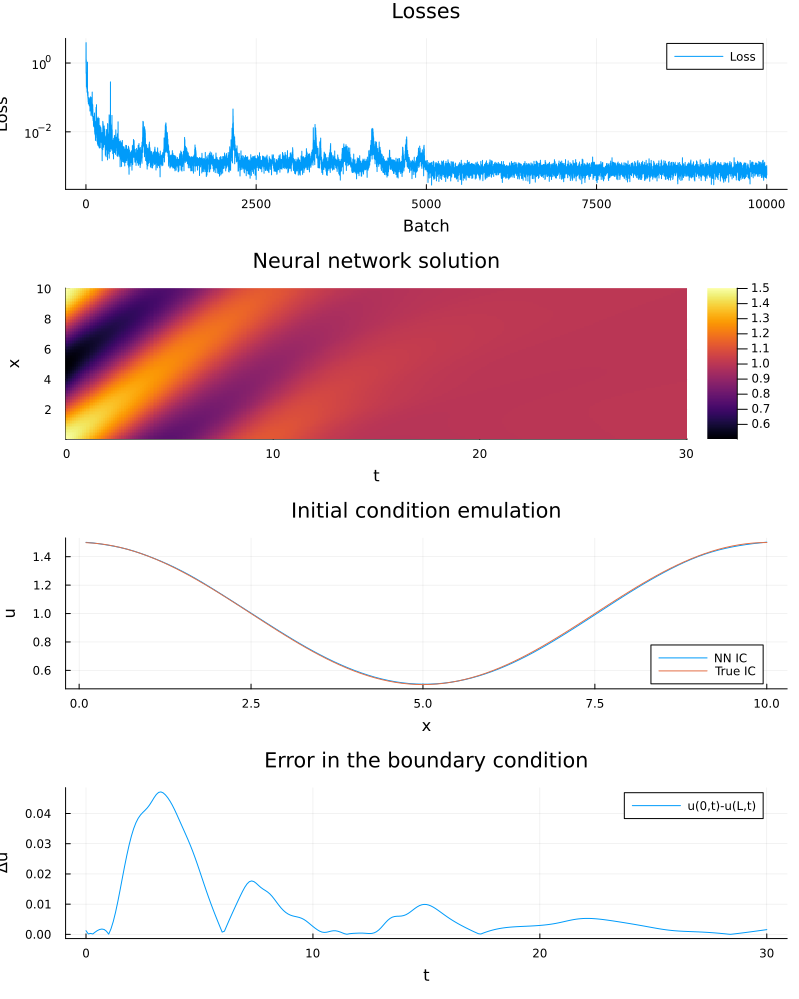 Losses
10⁰
10⁻²
Loss
Loss
0
2500
5000
7500
10000
Batch
Neural network solution
10
8
6
4
2
x
1.5
1.4
1.3
1.2
1.1
1.0
0.9
0.8
0.7
0.6
0
10
20
30
t
Initial condition emulation
1.4
1.2
1.0
0.8
0.6
u
NN IC
True IC
0.0
2.5
5.0
7.5
10.0
x
Error in the boundary condition
0.04
0.03
0.02
0.01
0.00
Δu
u(0,t)-u(L,t)
0
10
20
30
t